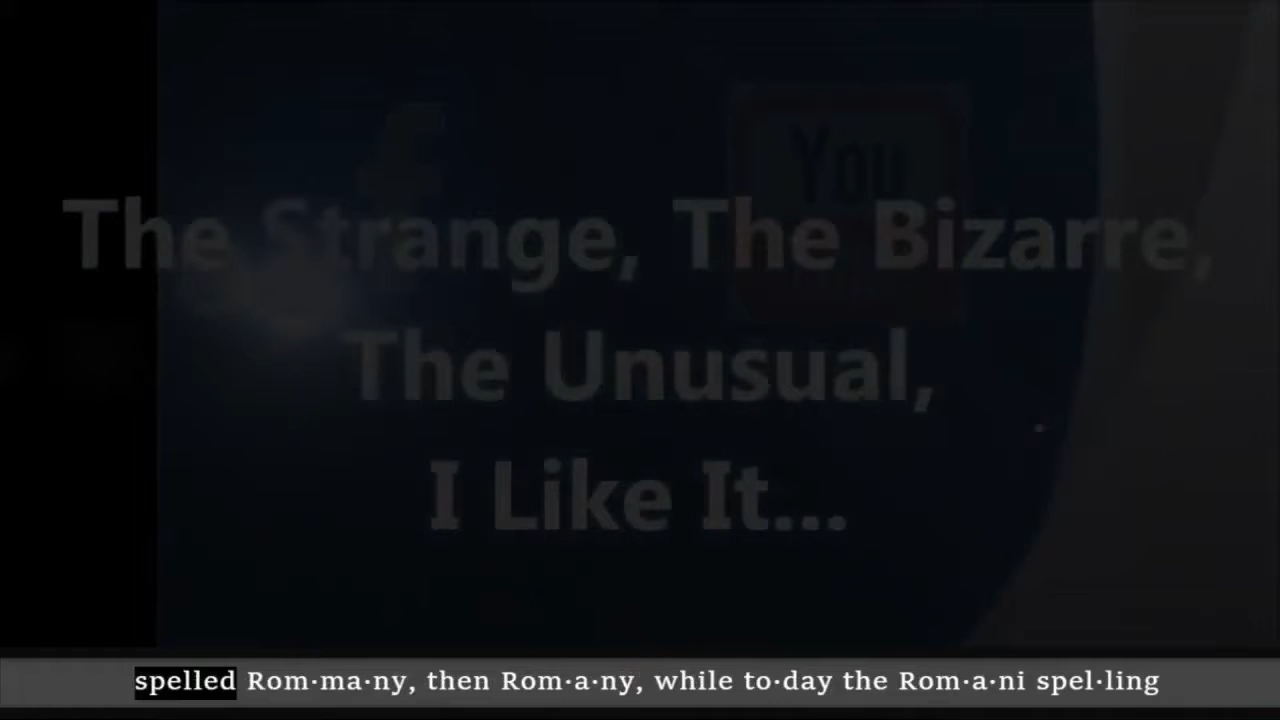 You
The Strange, The Bizarre,
The Unusual,
I Like It...
spelled Rom·ma·ny, then Rom·a·ny, while to·day the Rom·a·ni spel·ling